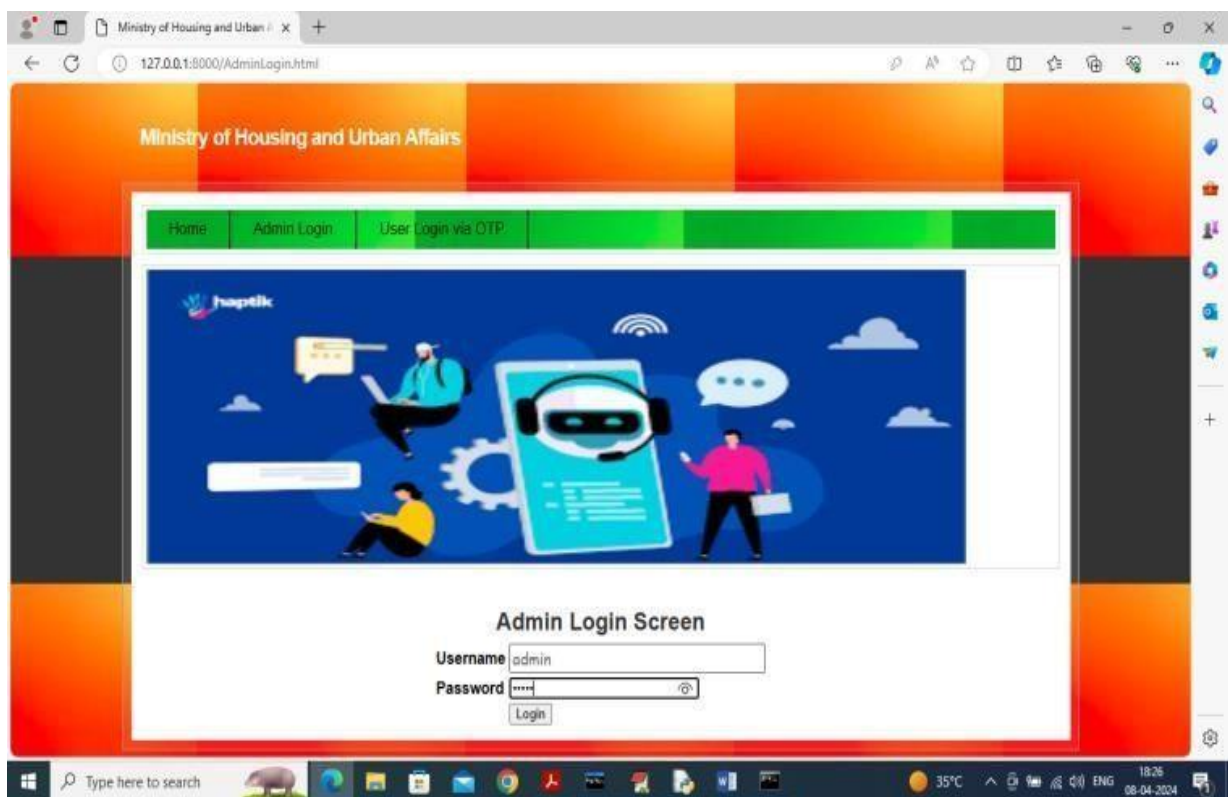 Ministry of Housing and Urban A
127.0.0.1:8000/AdminLogin.html
Ministry of Housing and Urban Affairs
Home Admin Login User Login via OTP
haptik
Admin Login Screen
Username admin
Password •••••
Login
Type here to search
35°C ENG 18:26
08-04-2024